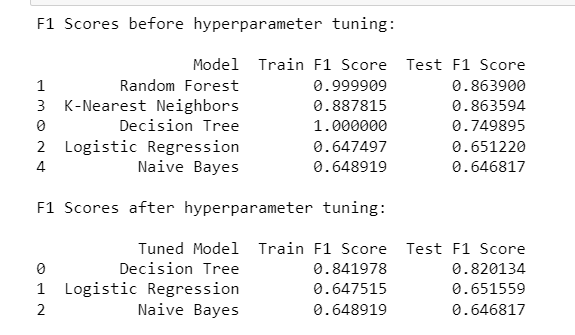 F1 Scores before hyperparameter tuning:
Model Train F1 Score Test F1 Score
1 Random Forest 0.999909 0.863900
3 K-Nearest Neighbors 0.887815 0.863594
0 Decision Tree 1.000000 0.749895
2 Logistic Regression 0.647497 0.651220
4 Naive Bayes 0.648919 0.646817
F1 Scores after hyperparameter tuning:
Tuned Model Train F1 Score Test F1 Score
0 Decision Tree 0.841978 0.820134
1 Logistic Regression 0.647515 0.651559
2 Naive Bayes 0.648919 0.646817